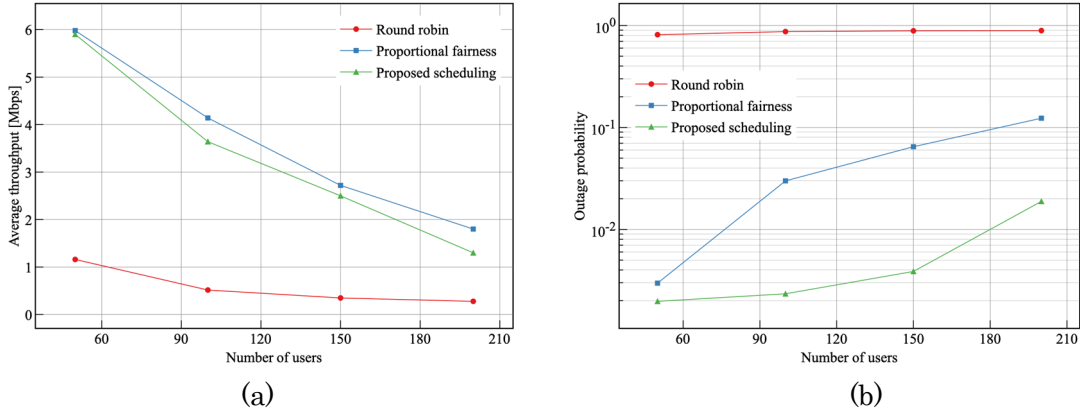 6
5
4
3
2
1
0
Average throughput [Mbps]
Round robin
Proportional fairness
Proposed scheduling
60 90 120 150 180 210
Number of users
(a)
10^0
10^-1
10^-2
Outage probability
Round robin
Proportional fairness
Proposed scheduling
60 90 120 150 180 210
Number of users
(b)